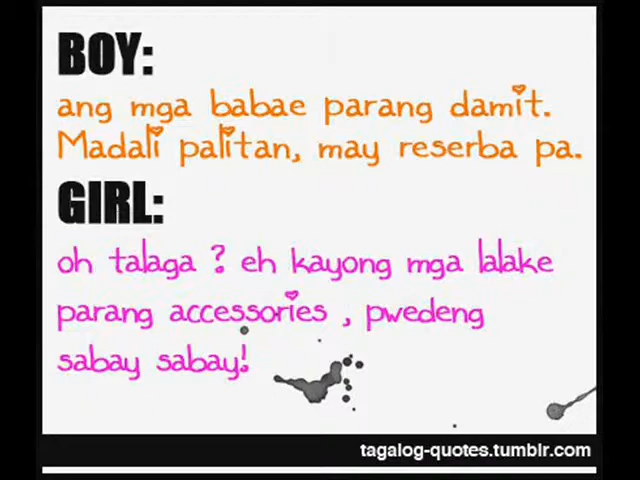 BOY:
ang mga babae parang damit.
Madali palitan, may reserba pa.
GIRL:
oh talaga ? eh kayong mga lalake
parang accessories , pwedeng
sabay sabay!
tagalog-quotes.tumblr.com